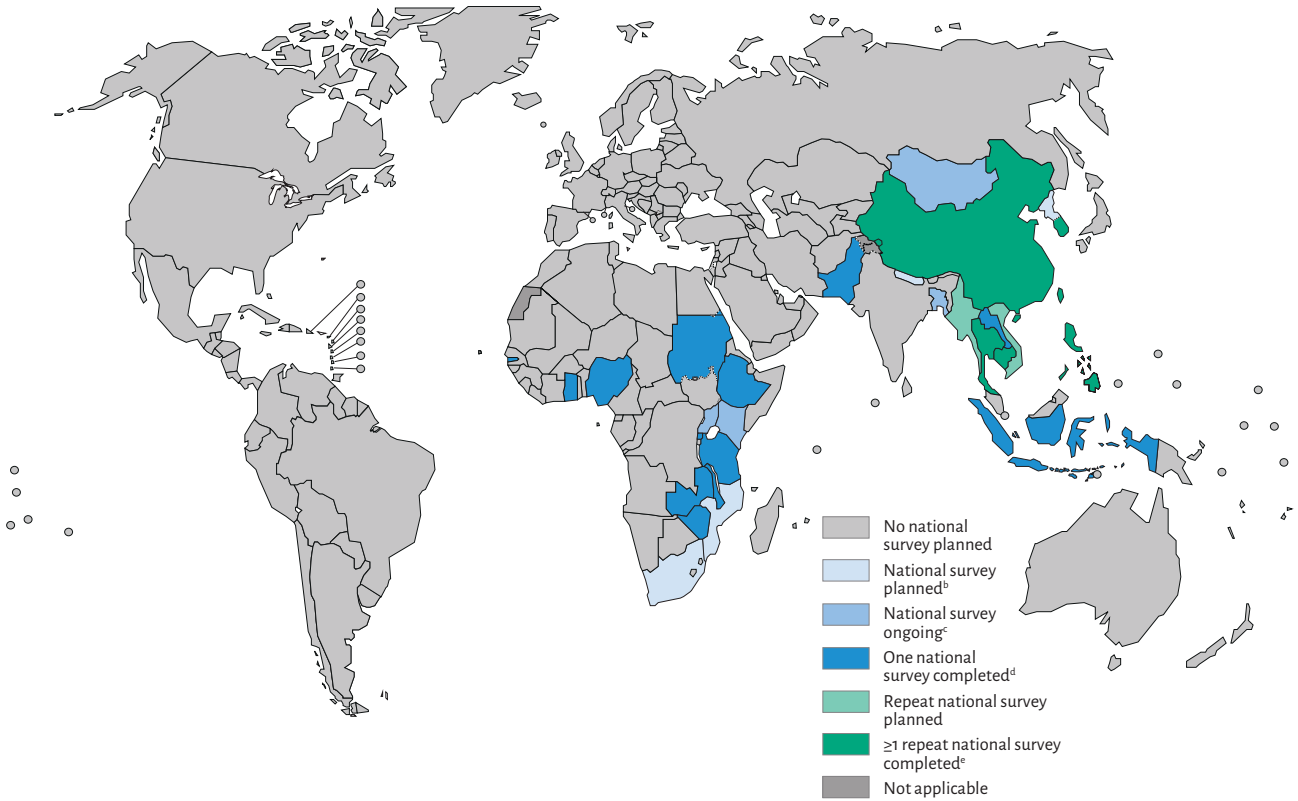 No national
survey planned
National survey
plannedᵇ
National survey
ongoingᶜ
One national
survey completedᵈ
Repeat national survey
planned
≥1 repeat national survey
completedᵉ
Not applicable